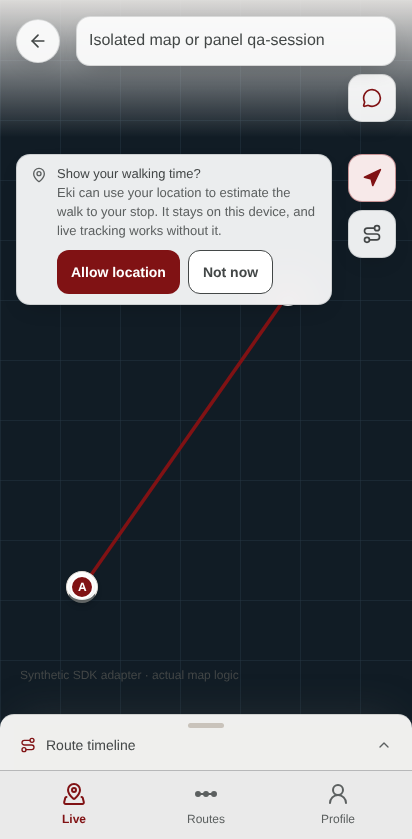 Isolated map or panel qa-session
Show your walking time?
Eki can use your location to estimate the
walk to your stop. It stays on this device, and
live tracking works without it.
Allow location
Not now
A
Synthetic SDK adapter · actual map logic
Route timeline
Live
Routes
Profile